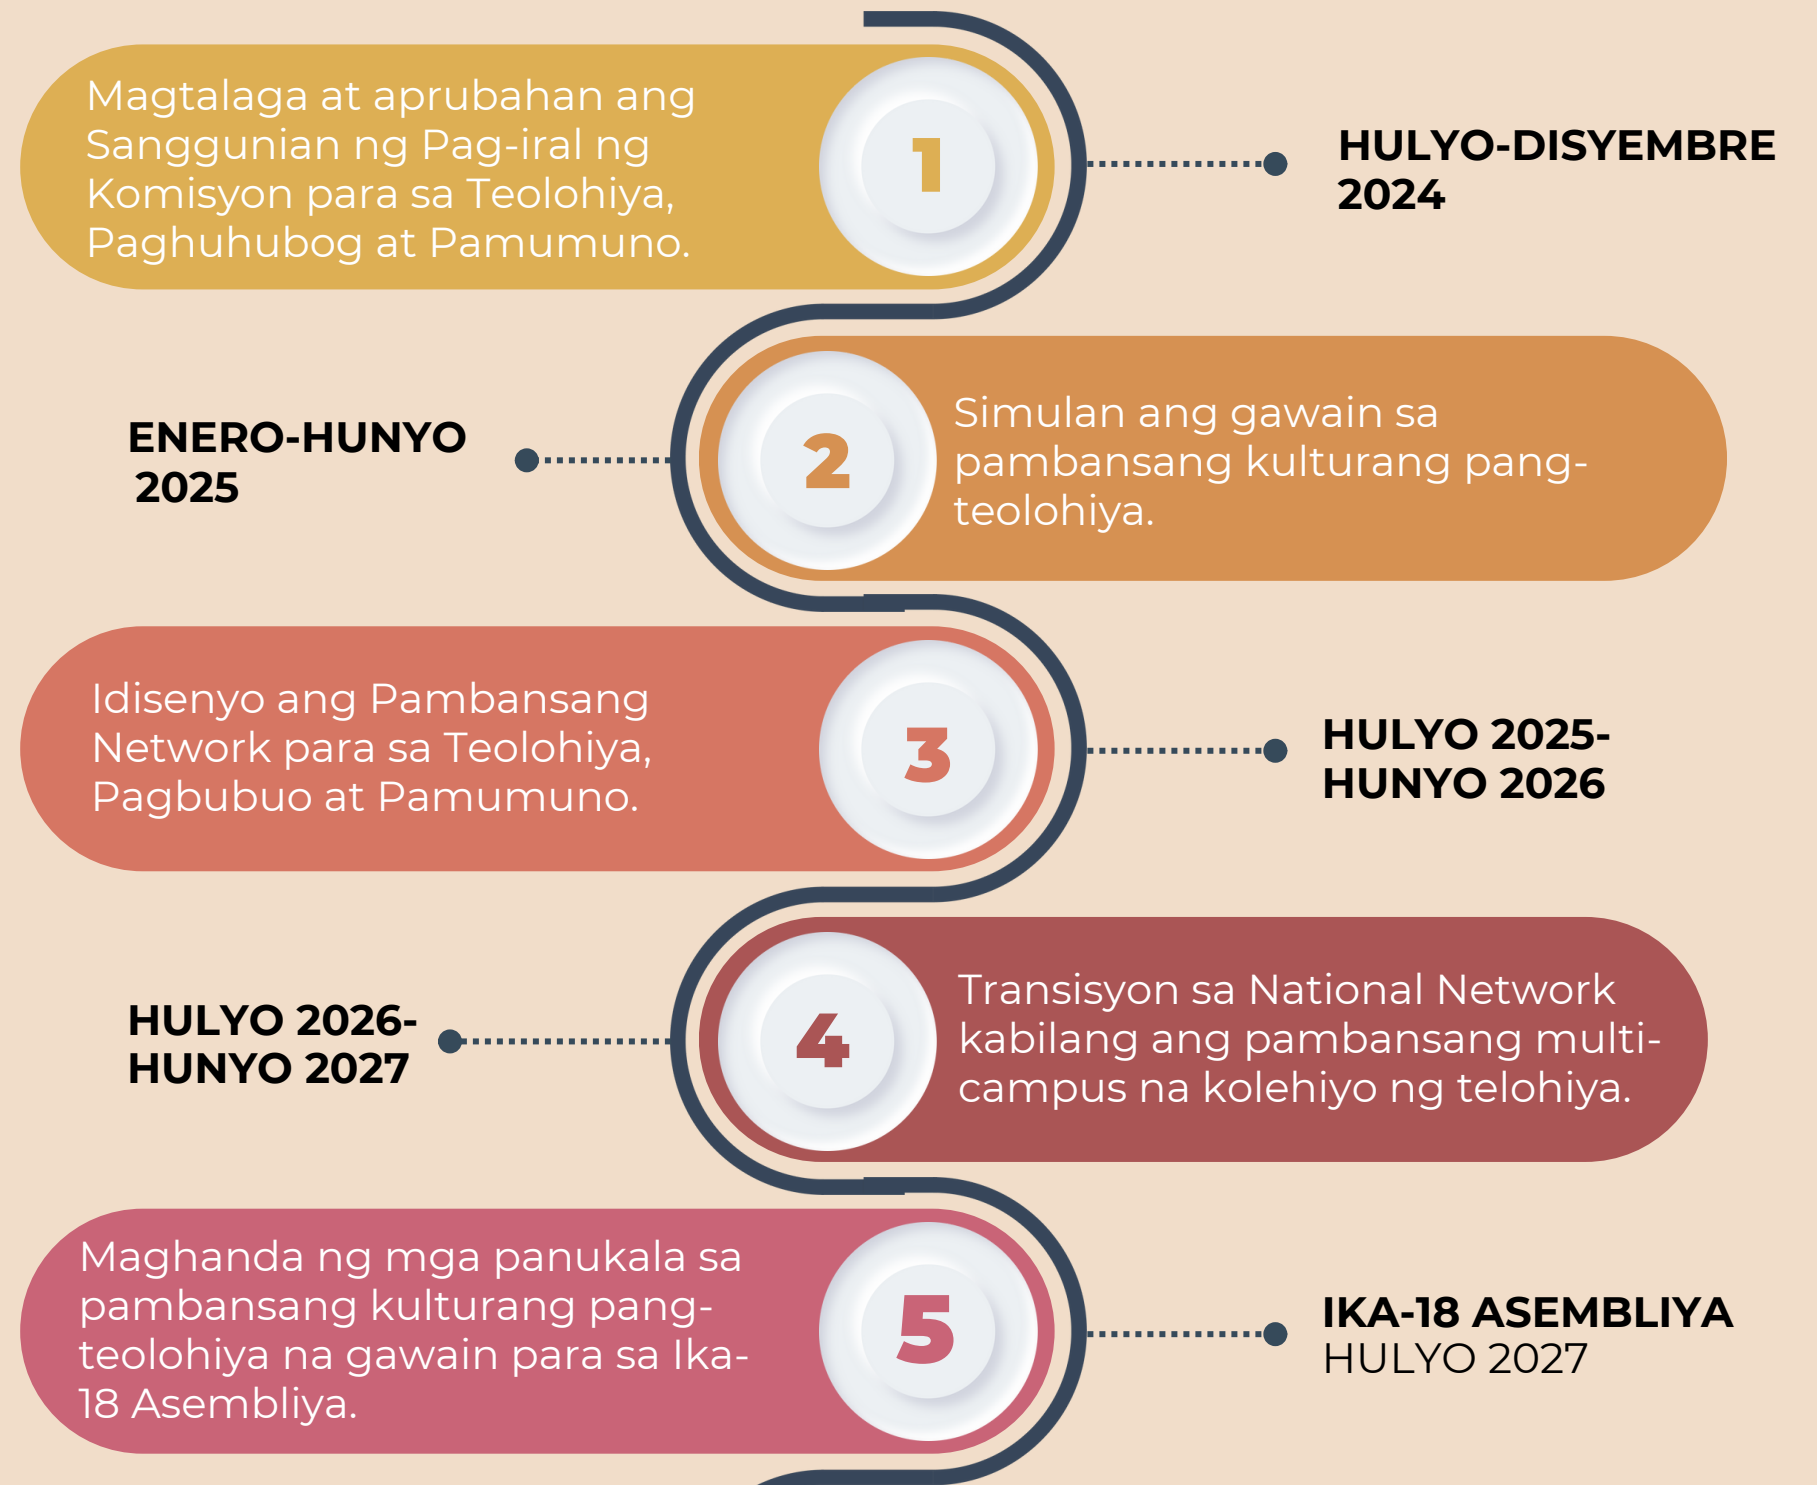 Magtalaga at aprubahan ang
Sanggunian ng Pag-iral ng
Komisyon para sa Teolohiya,
Paghuhubog at Pamumuno.
1
HULYO-DISYEMBRE
2024
ENERO-HUNYO
2025
2
Simulan ang gawain sa
pambansang kulturang pang-
teolohiya.
Idisenyo ang Pambansang
Network para sa Teolohiya,
Pagbubuo at Pamumuno.
3
HULYO 2025-
HUNYO 2026
HULYO 2026-
HUNYO 2027
4
Transisyon sa National Network
kabilang ang pambansang multi-
campus na kolehiyo ng telohiya.
Maghanda ng mga panukala sa
pambansang kulturang pang-
teolohiya na gawain para sa Ika-
18 Asembliya.
5
IKA-18 ASEMBLIYA
HULYO 2027